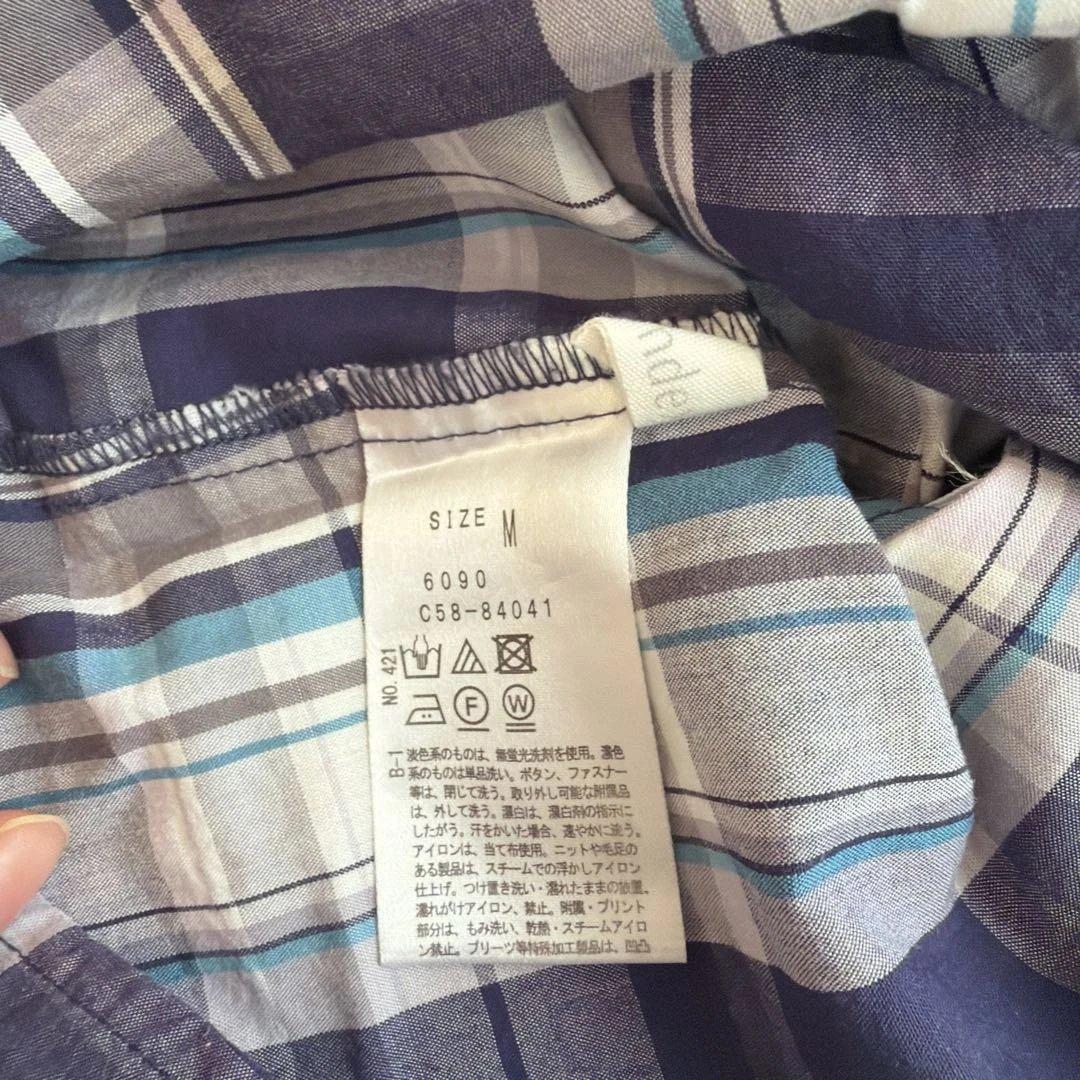 nde
SIZE M
6090
C58-84041
NO. 421
F W
B-1
淡色系のものは、無蛍光洗剤を使用。濃色
系のものは単品洗い。ボタン、ファスナー
等は、閉じて洗う。取り外し可能な附属品
は、外して洗う。漂白は、漂白剤の指示に
したがう。汗をかいた場合、速やかに洗う。
アイロンは、当て布使用。ニットや毛足の
ある製品は、スチームでの浮かしアイロン
仕上げ。つけ置き洗い・濡れたままの放置、
濡れがけアイロン、禁止。附属・プリント
部分は、もみ洗い、乾熱・スチームアイロ
ン禁止。プリーツ等特殊加工製品は、凹凸